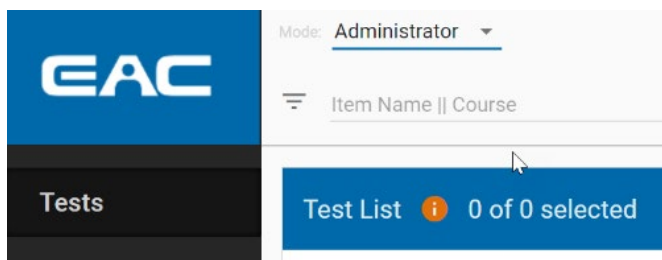 Mode: Administrator
EAC
Item Name || Course
Tests
Test List 0 of 0 selected